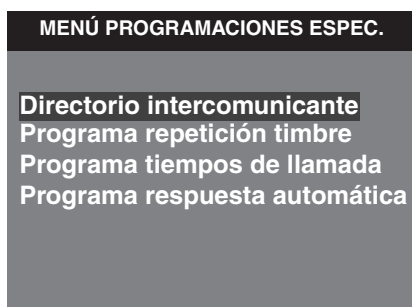 MENÚ PROGRAMACIONES ESPEC.
Directorio intercomunicante
Programa repetición timbre
Programa tiempos de llamada
Programa respuesta automática